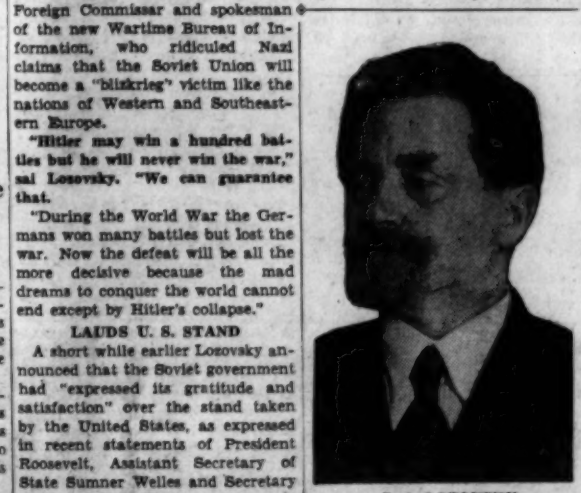 Foreign Commissar and spokesman
of the new Wartime Bureau of In-
formation, who ridiculed Nazi
claims that the Soviet Union will
become a "blizkrieg" victim like the
nations of Western and Southeast-
ern Europe.
"Hitler may win a hundred bat-
tles but he will never win the war,"
sai Losovsky. "We can guarantee
that.
"During the World War the Ger-
mans won many battles but lost the
war. Now the defeat will be all the
more decisive because the mad
dreams to conquer the world cannot
end except by Hitler's collapse."
LAUDS U. S. STAND
A short while earlier Lozovsky an-
nounced that the Soviet government
had "expressed its gratitude and
satisfaction" over the stand taken
by the United States, as expressed
in recent statements of President
Roosevelt, Assistant Secretary of
State Sumner Welles and Secretary